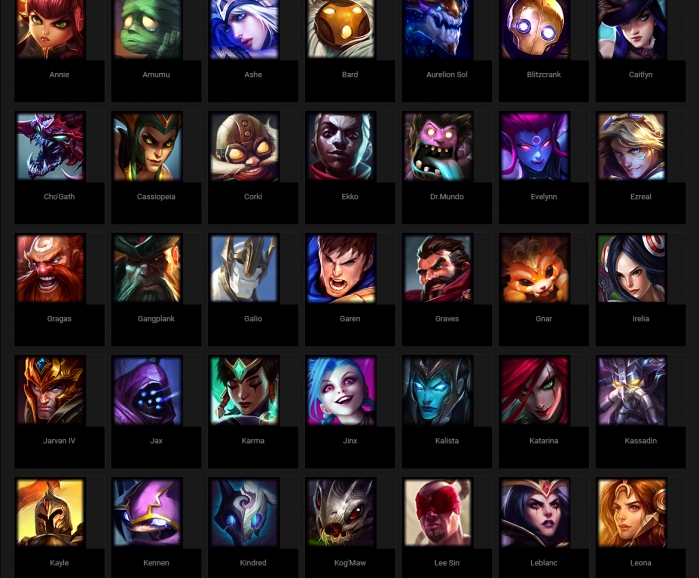 Annie
Amumu
Ashe
Bard
Aurelion Sol
Blitzcrank
Caitlyn
Cho'Gath
Cassiopeia
Corki
Ekko
Dr.Mundo
Evelynn
Ezreal
Gragas
Gangplank
Galio
Garen
Graves
Gnar
Irelia
Jarvan IV
Jax
Karma
Jinx
Kalista
Katarina
Kassadin
Kayle
Kennen
Kindred
Kog'Maw
Lee Sin
Leblanc
Leona